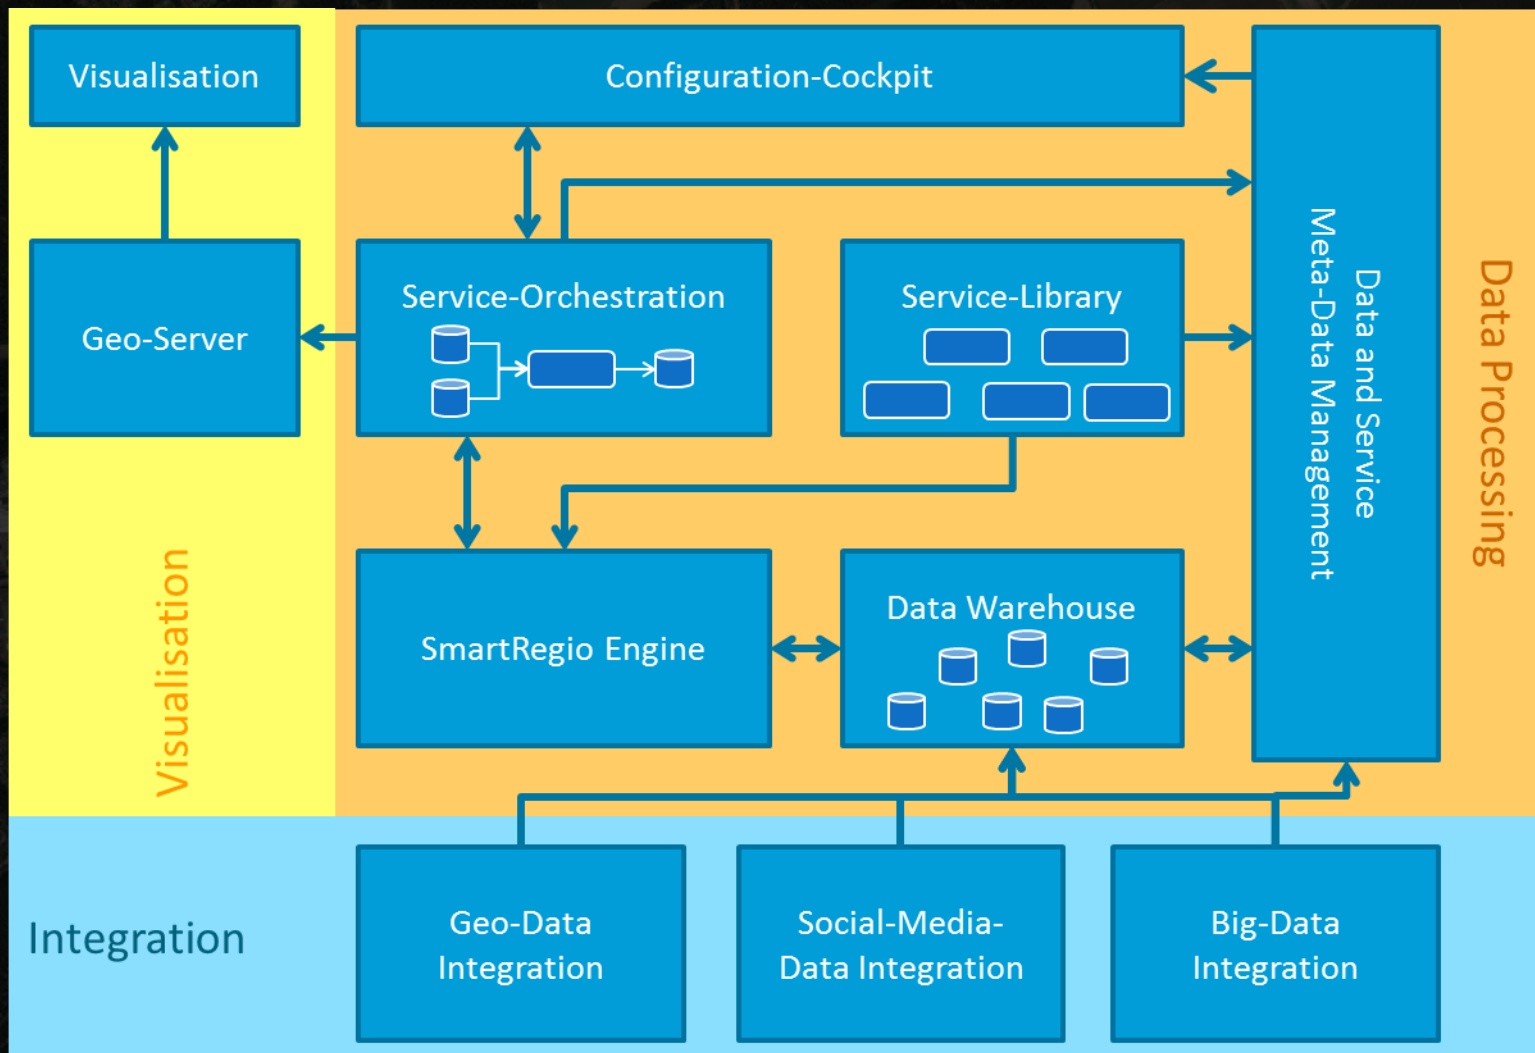 Visualisation
Configuration-Cockpit
Geo-Server
Service-Orchestration
Service-Library
Data and Service
Meta-Data Management
Data Processing
Visualisation
SmartRegio Engine
Data Warehouse
Integration
Geo-Data
Integration
Social-Media-
Data Integration
Big-Data
Integration